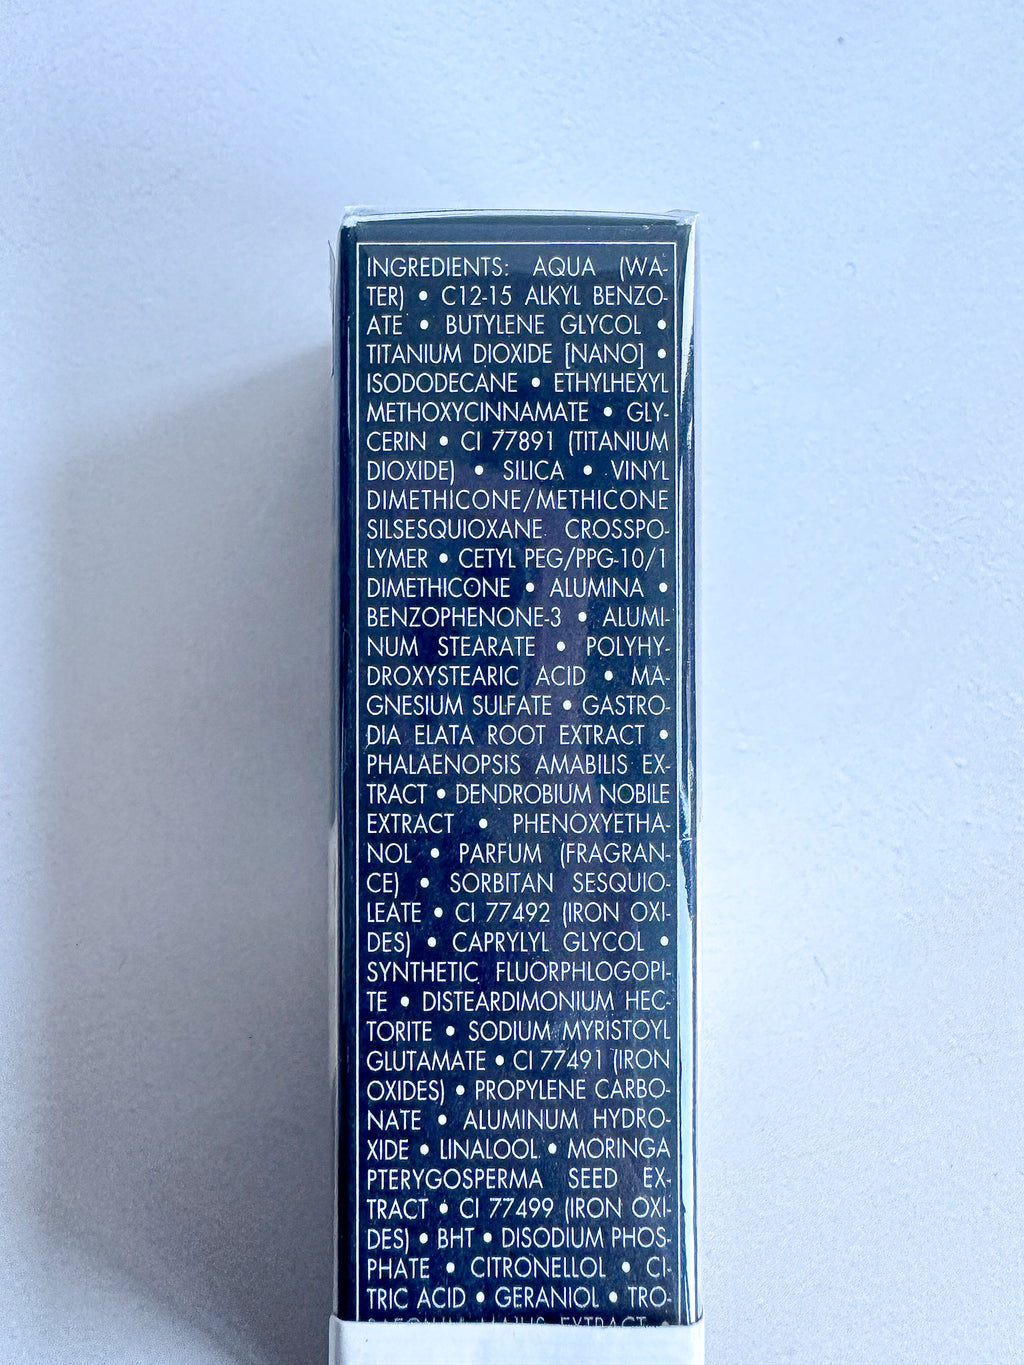 INGREDIENTS: AQUA (WA-
TER) • C12-15 ALKYL BENZO-
ATE • BUTYLENE GLYCOL •
TITANIUM DIOXIDE [NANO] •
ISODODECANE • ETHYLHEXYL
METHOXYCINNAMATE • GLY-
CERIN • CI 77891 (TITANIUM
DIOXIDE) • SILICA • VINYL
DIMETHICONE/METHICONE
SILSESQUIOXANE CROSSPO-
LYMER • CETYL PEG/PPG-10/1
DIMETHICONE • ALUMINA •
BENZOPHENONE-3 • ALUMI-
NUM STEARATE • POLYHY-
DROXYSTEARIC ACID • MA-
GNESIUM SULFATE • GASTRO-
DIA ELATA ROOT EXTRACT •
PHALAENOPSIS AMABILIS EX-
TRACT • DENDROBIUM NOBILE
EXTRACT • PHENOXYETHA-
NOL • PARFUM (FRAGRAN-
CE) • SORBITAN SESQUIO-
LEATE • CI 77492 (IRON OXI-
DES) • CAPRYLYL GLYCOL •
SYNTHETIC FLUORPHLOGOPI-
TE • DISTEARDIMONIUM HEC-
TORITE • SODIUM MYRISTOYL
GLUTAMATE • CI 77491 (IRON
OXIDES) • PROPYLENE CARBO-
NATE • ALUMINUM HYDRO-
XIDE • LINALOOL • MORINGA
PTERYGOSPERMA SEED EX-
TRACT • CI 77499 (IRON OXI-
DES) • BHT • DISODIUM PHOS-
PHATE • CITRONELLOL • CI-
TRIC ACID • GERANIOL • TRO-
EXTRACT •